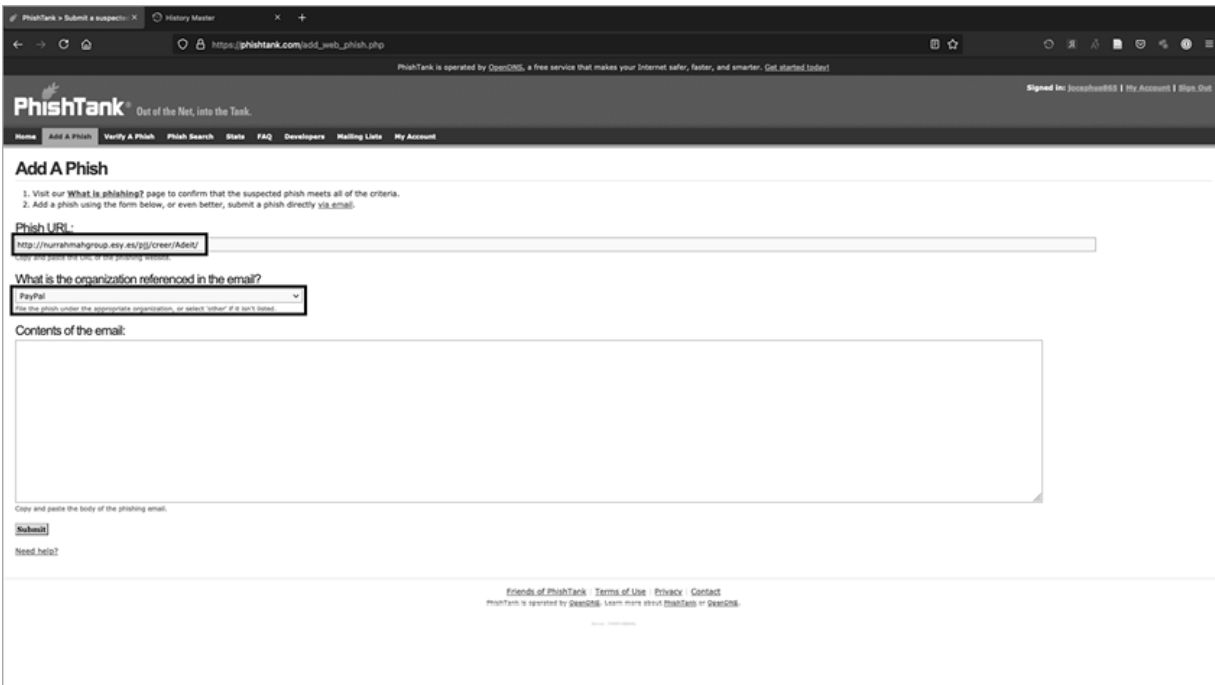 PhishTank > Submit a suspected
History Master
https://phishtank.com/add_web_phish.php
PhishTank is operated by OpenDNS, a free service that makes your Internet safer, faster, and smarter. Get started today!
Signed in: | My Account | Sign Out
PhishTank® Out of the Net, into the Tank.
Home Add A Phish Verify A Phish Phish Search Stats FAQ Developers Mailing Lists My Account
Add A Phish
1. Visit our What is phishing? page to confirm that the suspected phish meets all of the criteria.
2. Add a phish using the form below, or even better, submit a phish directly via email.
Phish URL:
http://nurrahmahgroup.esy.es/pjj/creer/Adeit/
Copy and paste the URL of the phishing website.
What is the organization referenced in the email?
PayPal
File the phish under the appropriate organization, or select 'other' if it isn't listed.
Contents of the email:
Copy and paste the body of the phishing email.
Submit
Need help?
Friends of PhishTank | Terms of Use | Privacy | Contact
PhishTank is operated by OpenDNS. Learn more about PhishTank or OpenDNS.